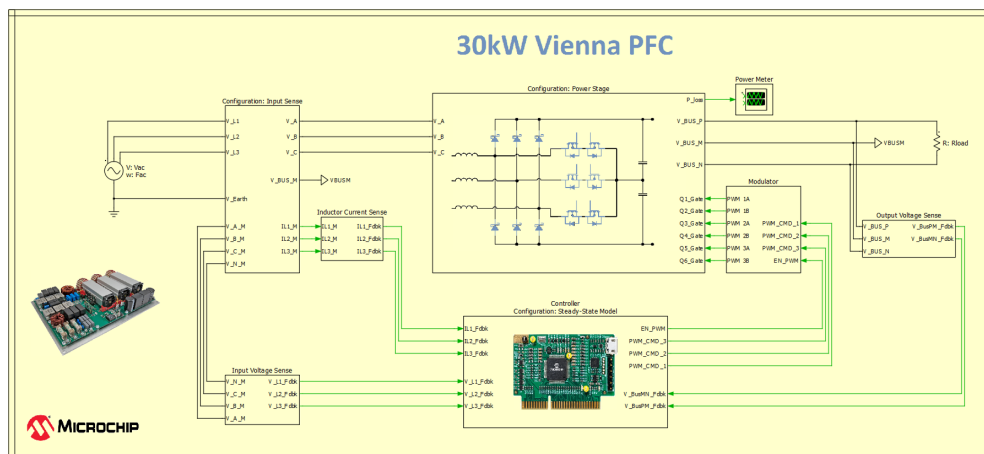 30kW Vienna PFC
Power Meter
Configuration: Input Sense
Configuration: Power Stage
P_loss
V_L1
V_L2
V_L3
V_Earth
V_A
V_B
V_C
V_BUS_M
VBUSM
V: Vac
w: Fac
V_A
V_B
V_C
V_BUS_P
V_BUS_M
V_BUS_N
VBUSM
R: Rload
V_A_M
V_B_M
V_C_M
V_N_M
IL1_M
IL2_M
IL3_M
Inductor Current Sense
IL1_M
IL2_M
IL3_M
IL1_Fdbk
IL2_Fdbk
IL3_Fdbk
Q1_Gate
Q2_Gate
Q3_Gate
Q4_Gate
Q5_Gate
Q6_Gate
Modulator
PWM 1A
PWM 1B
PWM 2A
PWM 2B
PWM 3A
PWM 3B
PWM_CMD_1
PWM_CMD_2
PWM_CMD_3
EN_PWM
Output Voltage Sense
V_BUS_P
V_BUS_M
V_BUS_N
V_BusPM_Fdbk
V_BusMN_Fdbk
Controller
Configuration: Steady-State Model
IL1_Fdbk
IL2_Fdbk
IL3_Fdbk
V_L1_Fdbk
V_L2_Fdbk
V_L3_Fdbk
EN_PWM
PWM_CMD_3
PWM_CMD_2
PWM_CMD_1
V_BusMN_Fdbk
V_BusPM_Fdbk
Input Voltage Sense
V_N_M
V_C_M
V_B_M
V_A_M
V_L1_Fdbk
V_L2_Fdbk
V_L3_Fdbk
MICROCHIP